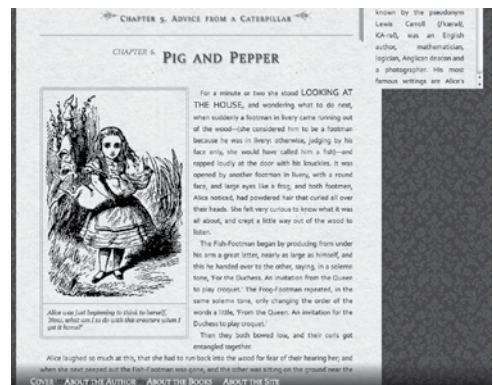 CHAPTER 5. ADVICE FROM A CATERPILLAR
known by the pseudonym
Lewis Carroll (/ˈkærəl/,
KA-rəl), was an English
author, mathematician,
logician, Anglican deacon and
a photographer. His most
famous writings are Alice's
CHAPTER 6. PIG AND PEPPER
For a minute or two she stood LOOKING AT
THE HOUSE, and wondering what to do next,
when suddenly a footman in livery came running out
of the wood—(she considered him to be a footman
because he was in livery: otherwise, judging by his
face only, she would have called him a fish)—and
rapped loudly at the door with his knuckles. It was
opened by another footman in livery, with a round
face, and large eyes like a frog; and both footmen,
Alice noticed, had powdered hair that curled all over
their heads. She felt very curious to know what it was
all about, and crept a little way out of the wood to
listen.
The Fish-Footman began by producing from under
his arm a great letter, nearly as large as himself, and
this he handed over to the other, saying, in a solemn
tone, 'For the Duchess. An invitation from the Queen
to play croquet.' The Frog-Footman repeated, in the
same solemn tone, only changing the order of the
words a little, 'From the Queen. An invitation for the
Duchess to play croquet.'
Then they both bowed low, and their curls got
entangled together.
Alice was just beginning to think to herself,
'Now, what am I to do with this creature when I
get it home?'
Alice laughed so much at this, that she had to run back into the wood for fear of their hearing her; and
when she next peeped out the Fish-Footman was gone, and the other was sitting on the ground near the
COVER ABOUT THE AUTHOR ABOUT THE BOOKS ABOUT THE SITE